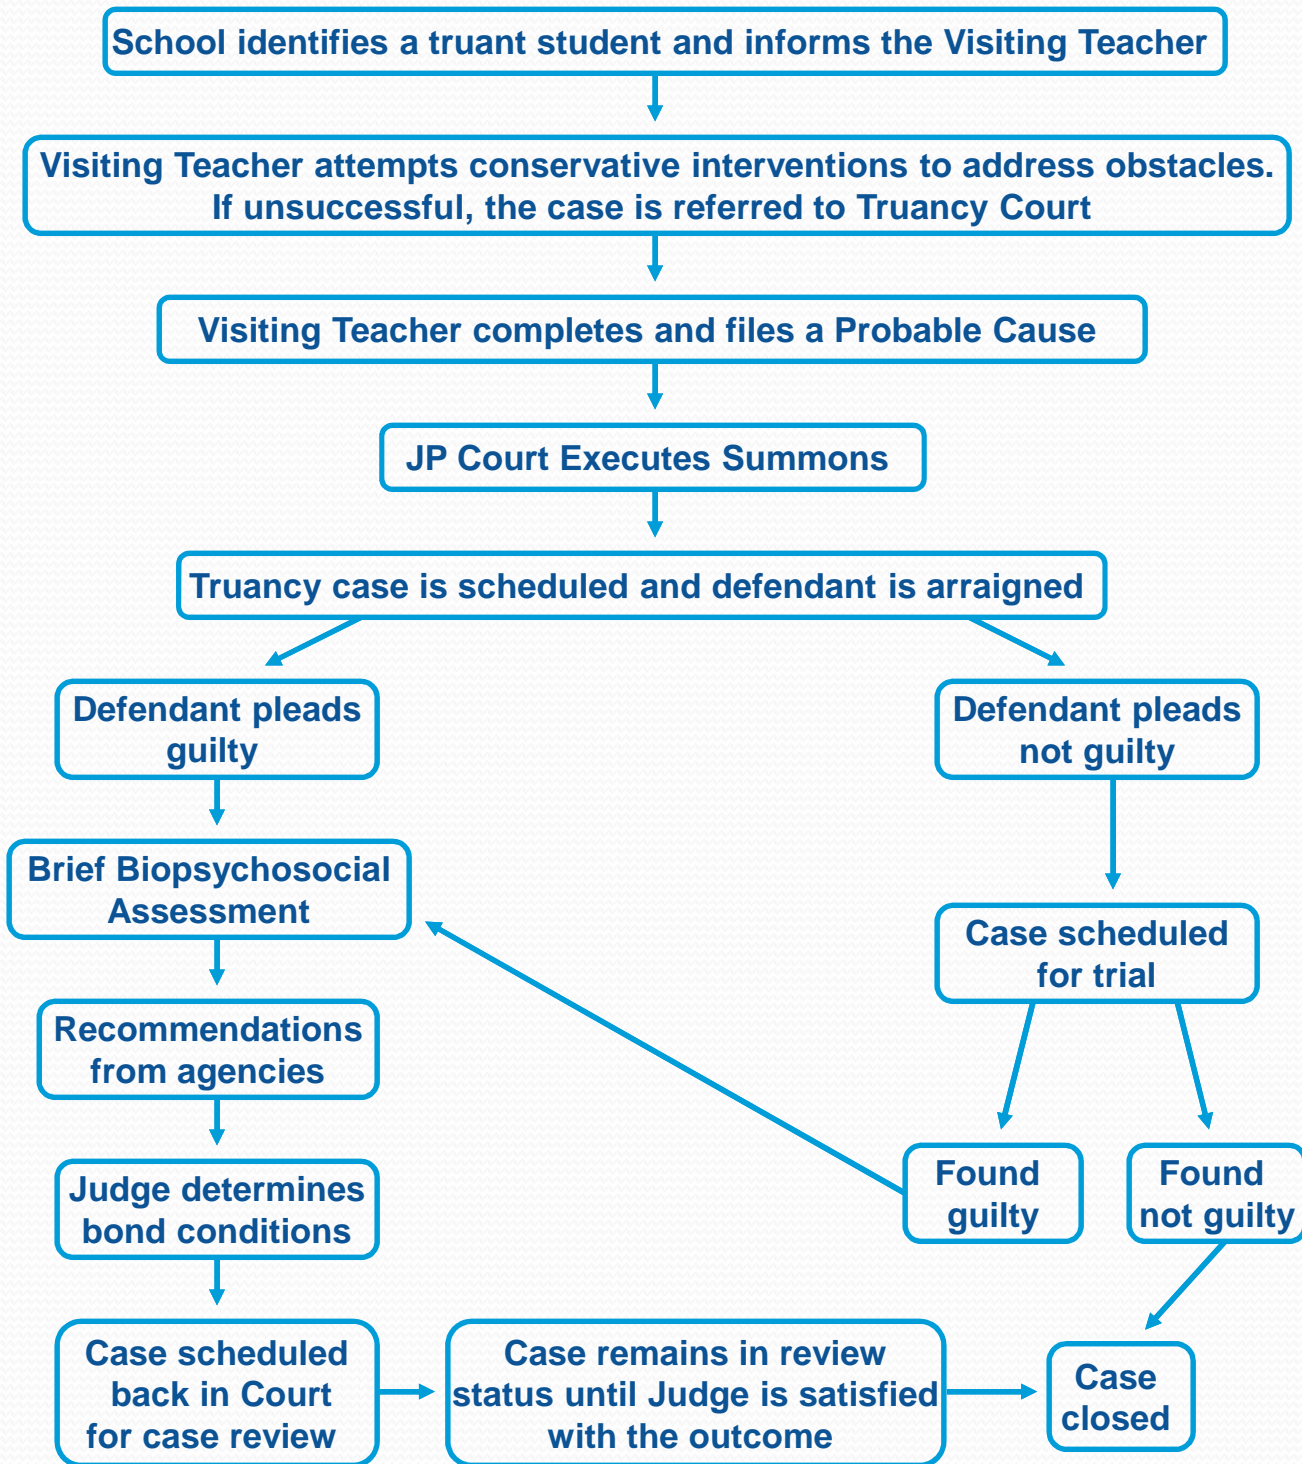 School identifies a truant student and informs the Visiting Teacher
Visiting Teacher attempts conservative interventions to address obstacles.
If unsuccessful, the case is referred to Truancy Court
Visiting Teacher completes and files a Probable Cause
JP Court Executes Summons
Truancy case is scheduled and defendant is arraigned
Defendant pleads
guilty
Defendant pleads
not guilty
Brief Biopsychosocial
Assessment
Case scheduled
for trial
Recommendations
from agencies
Found
guilty
Found
not guilty
Judge determines
bond conditions
Case scheduled
back in Court
for case review
Case remains in review
status until Judge is satisfied
with the outcome
Case
closed